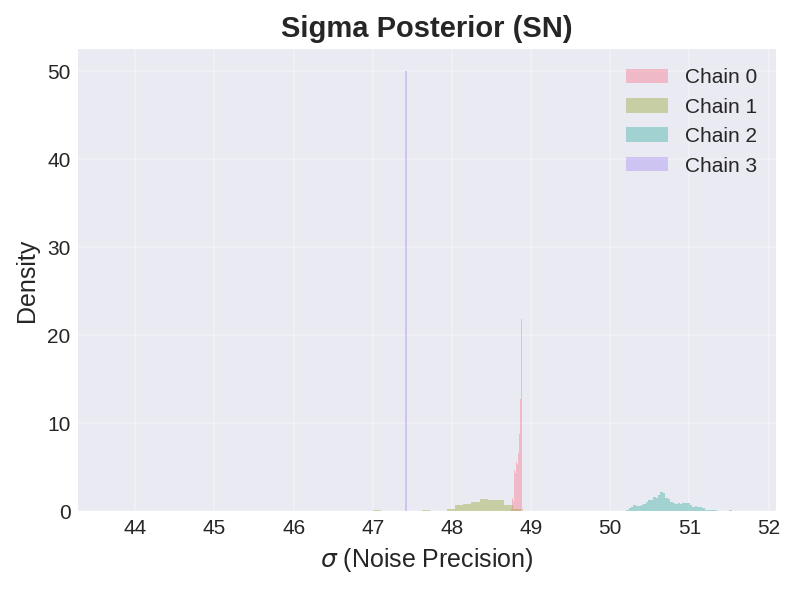 Sigma Posterior (SN)
Chain 0
Chain 1
Chain 2
Chain 3
Density
50
40
30
20
10
0
44 45 46 47 48 49 50 51 52
σ (Noise Precision)